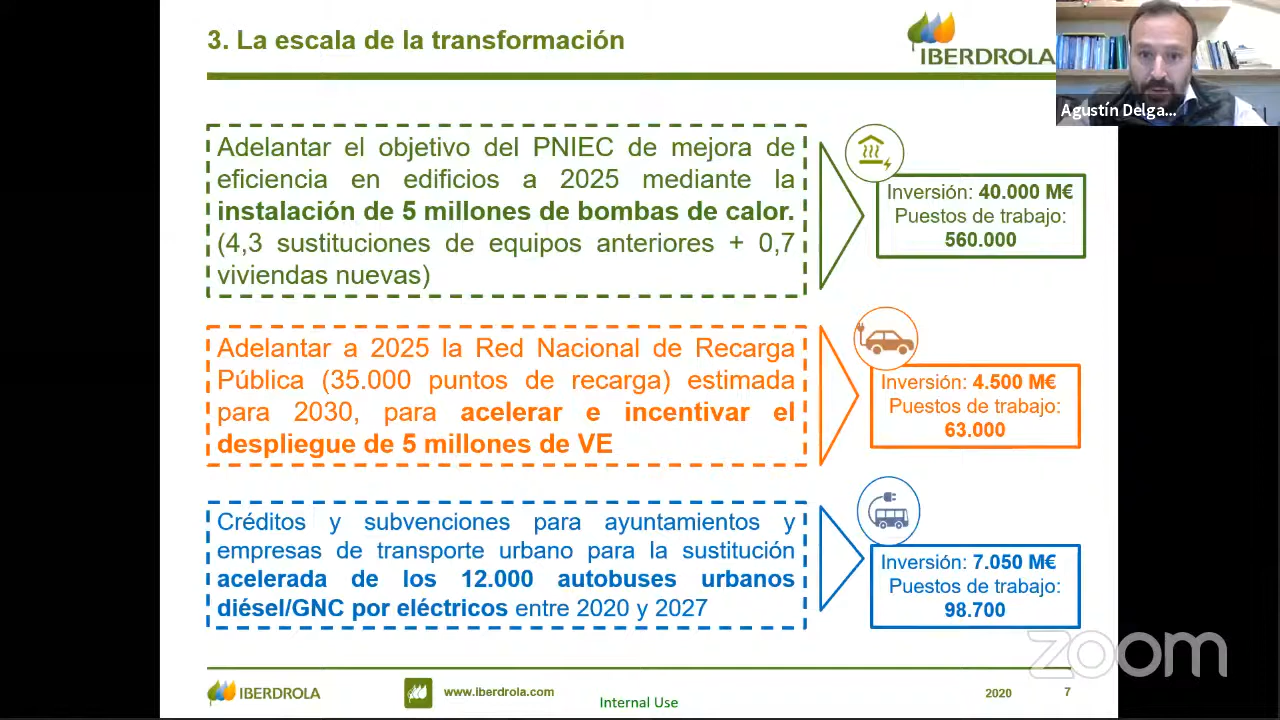 3. La escala de la transformación
IBERDROLA
Agustín Delga...
Adelantar el objetivo del PNIEC de mejora de
eficiencia en edificios a 2025 mediante la
instalación de 5 millones de bombas de calor.
(4,3 sustituciones de equipos anteriores + 0,7
viviendas nuevas)
Inversión: 40.000 M€
Puestos de trabajo:
560.000
Adelantar a 2025 la Red Nacional de Recarga
Pública (35.000 puntos de recarga) estimada
para 2030, para acelerar e incentivar el
despliegue de 5 millones de VE
Inversión: 4.500 M€
Puestos de trabajo:
63.000
Créditos y subvenciones para ayuntamientos y
empresas de transporte urbano para la sustitución
acelerada de los 12.000 autobuses urbanos
diésel/GNC por eléctricos entre 2020 y 2027
Inversión: 7.050 M€
Puestos de trabajo:
98.700
zoom
IBERDROLA
www.iberdrola.com
Internal Use
2020
7